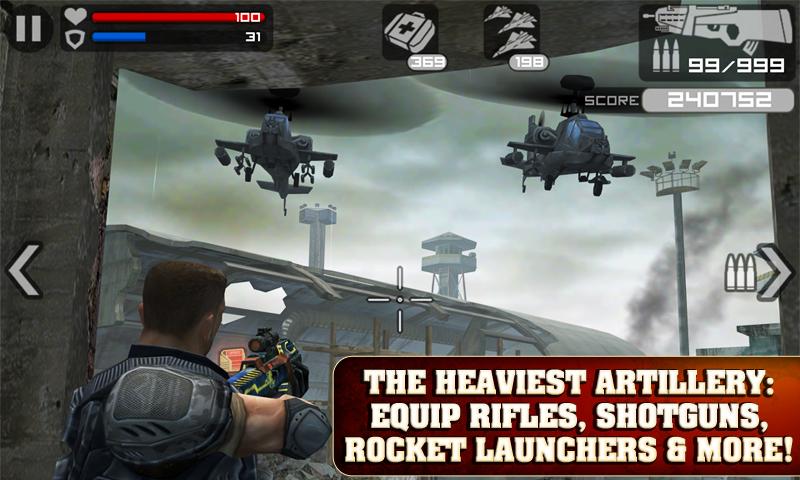 100
31
369
198
99/999
SCORE 240752
THE HEAVIEST ARTILLERY:
EQUIP RIFLES, SHOTGUNS,
ROCKET LAUNCHERS & MORE!